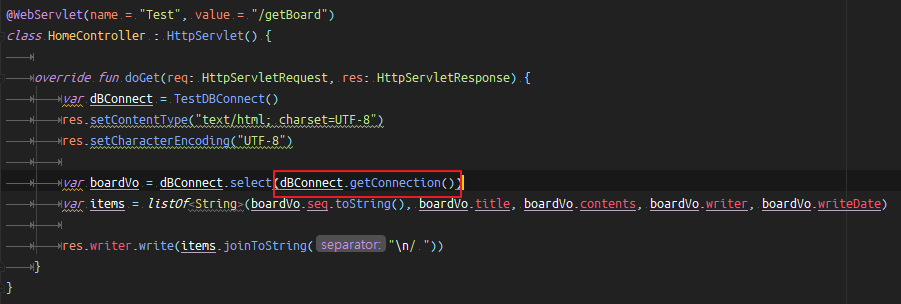 @WebServlet(name = "Test", value = "/getBoard")
class HomeController : HttpServlet() {
override fun doGet(req: HttpServletRequest, res: HttpServletResponse) {
var dBConnect = TestDBConnect()
res.setContentType("text/html; charset=UTF-8")
res.setCharacterEncoding("UTF-8")
var boardVo = dBConnect.select(dBConnect.getConnection())
var items = listOf<String>(boardVo.seq.toString(), boardVo.title, boardVo.contents, boardVo.writer, boardVo.writeDate)
res.writer.write(items.joinToString( separator: "\n/ "))
}
}